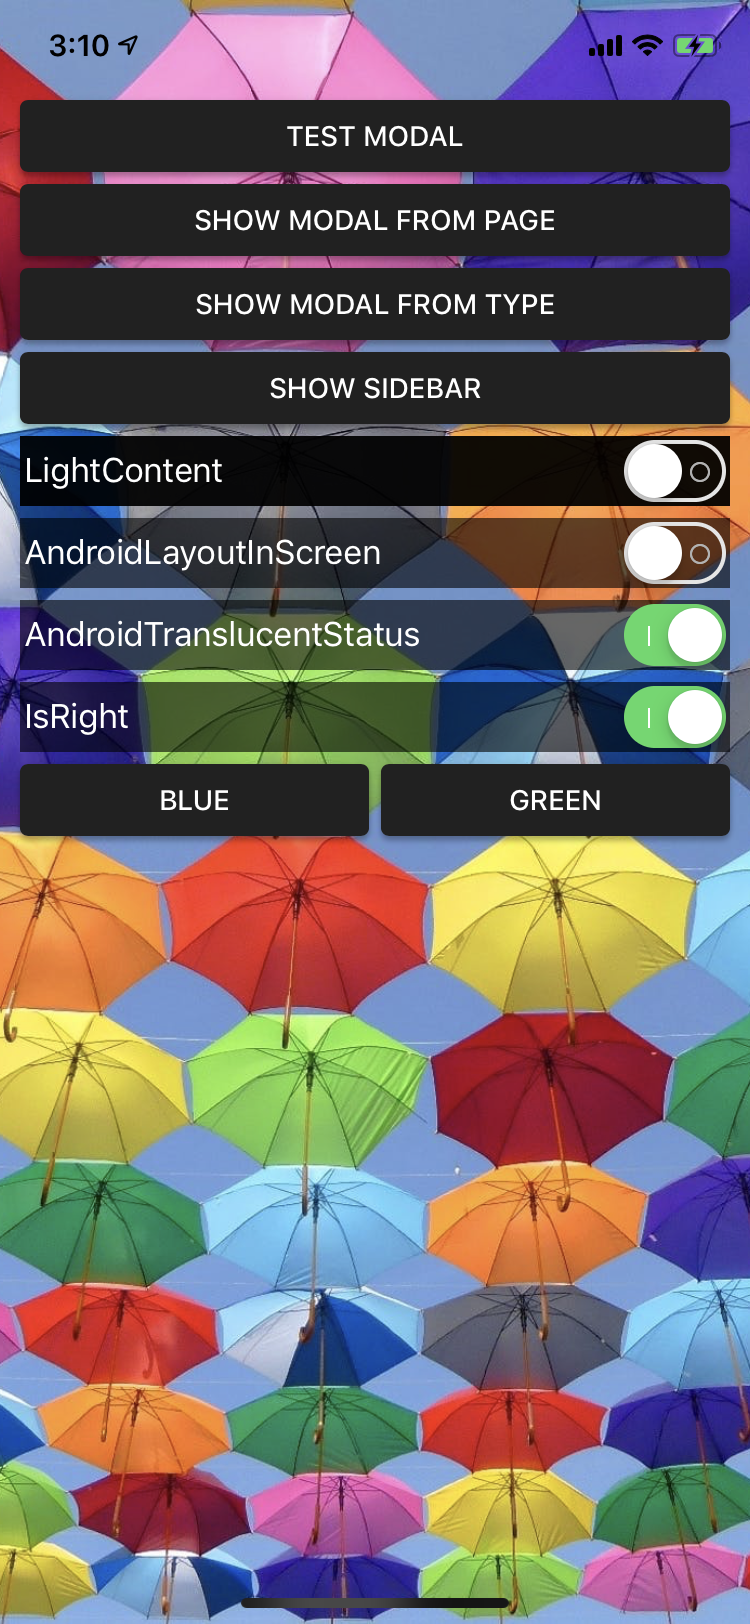 3:10
TEST MODAL
SHOW MODAL FROM PAGE
SHOW MODAL FROM TYPE
SHOW SIDEBAR
LightContent
AndroidLayoutInScreen
AndroidTranslucentStatus
IsRight
BLUE GREEN